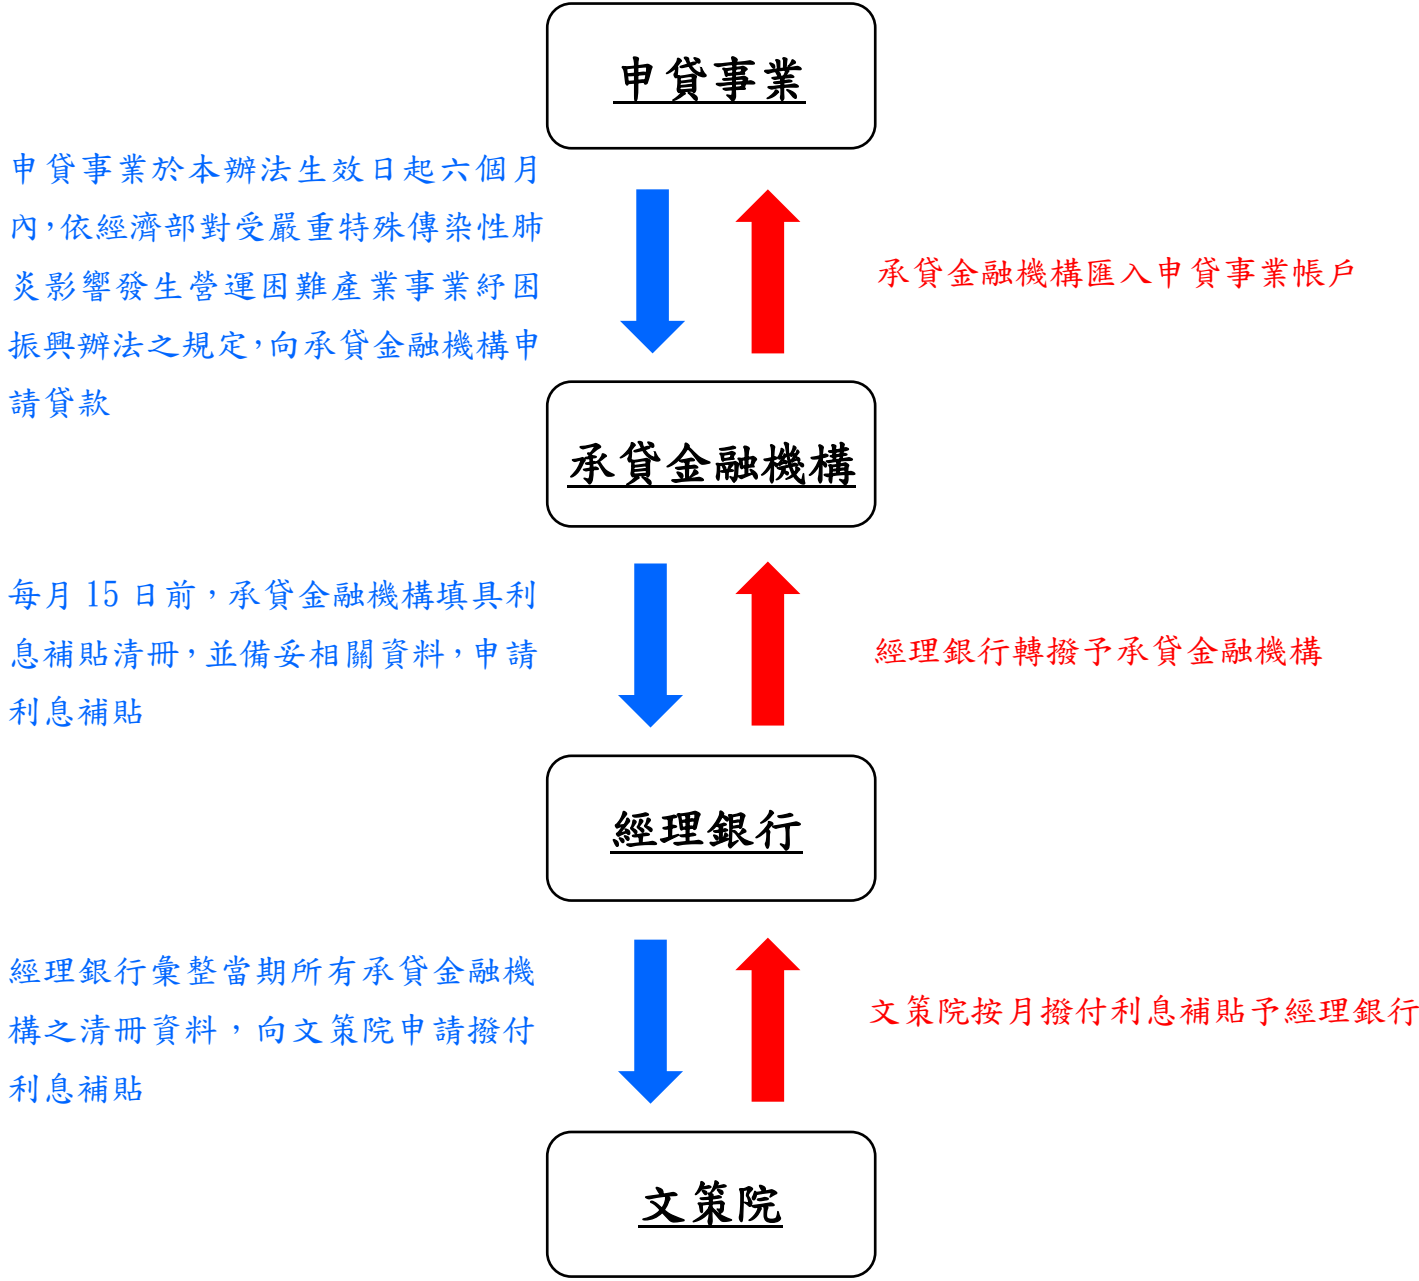 申貸事業
申貸事業於本辦法生效日起六個月
內,依經濟部對受嚴重特殊傳染性肺
炎影響發生營運困難產業事業紓困
振興辦法之規定,向承貸金融機構申
請貸款
承貸金融機構匯入申貸事業帳戶
承貸金融機構
每月 15 日前,承貸金融機構填具利
息補貼清冊,並備妥相關資料,申請
利息補貼
經理銀行轉撥予承貸金融機構
經理銀行
經理銀行彙整當期所有承貸金融機
構之清冊資料,向文策院申請撥付
利息補貼
文策院按月撥付利息補貼予經理銀行
文策院